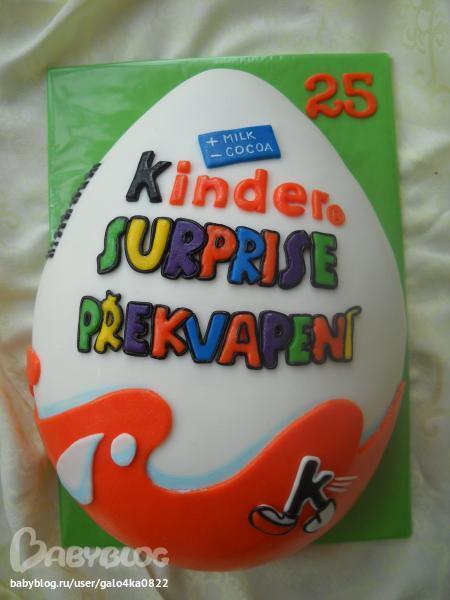 25
+ MILK
- COCOA
Kinder®
SURPRISE
PŘEKVAPENÍ
K
BABYBLOG
babyblog.ru/user/galo4ka0822